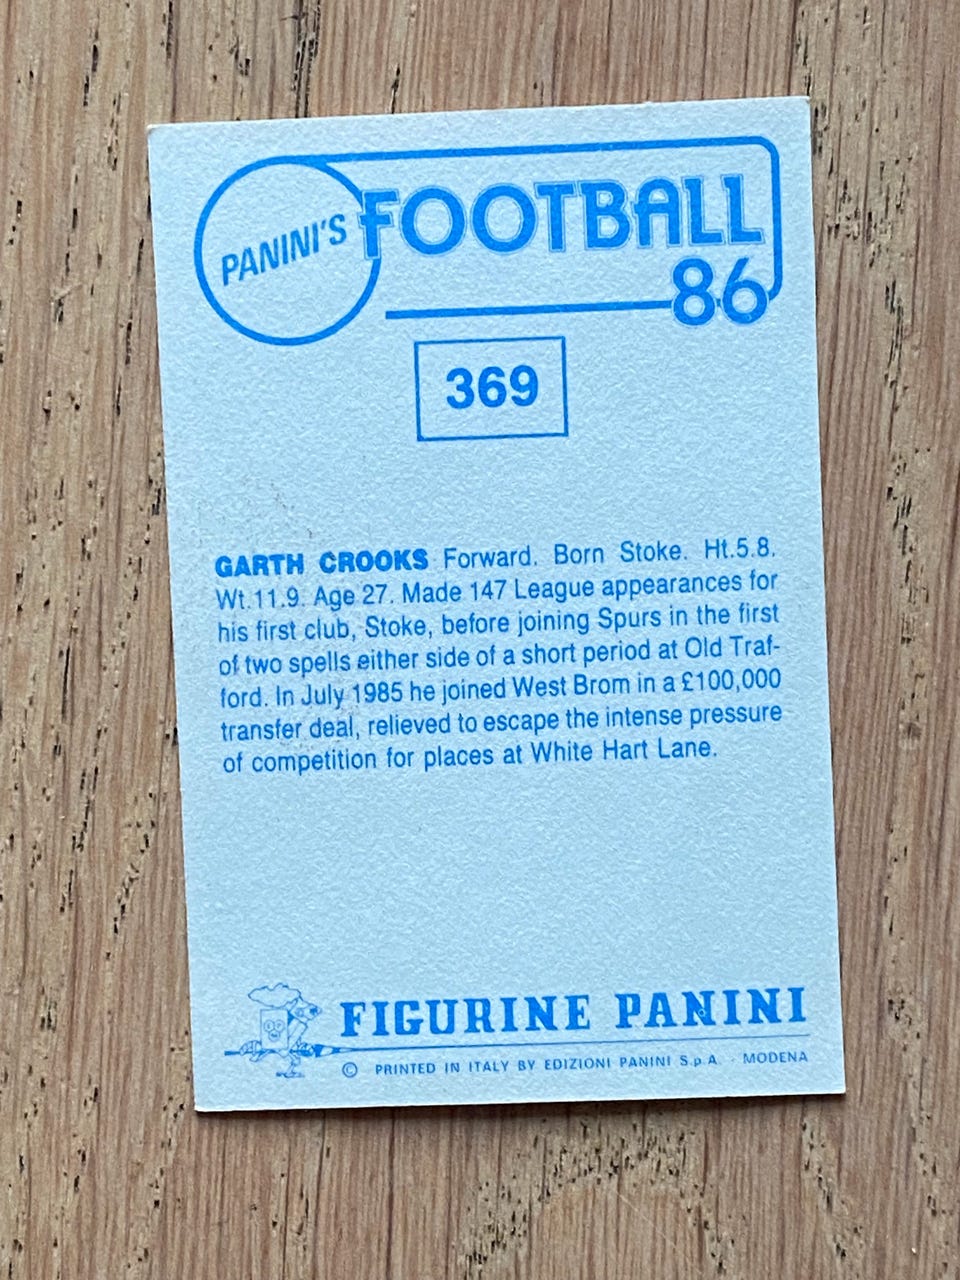 PANINI'S FOOTBALL
86
369
GARTH CROOKS Forward. Born Stoke. Ht.5.8.
Wt.11.9. Age 27. Made 147 League appearances for
his first club, Stoke, before joining Spurs in the first
of two spells either side of a short period at Old Traf-
ford. In July 1985 he joined West Brom in a £100,000
transfer deal, relieved to escape the intense pressure
of competition for places at White Hart Lane.
FIGURINE PANINI
© PRINTED IN ITALY BY EDIZIONI PANINI S.p.A. - MODENA